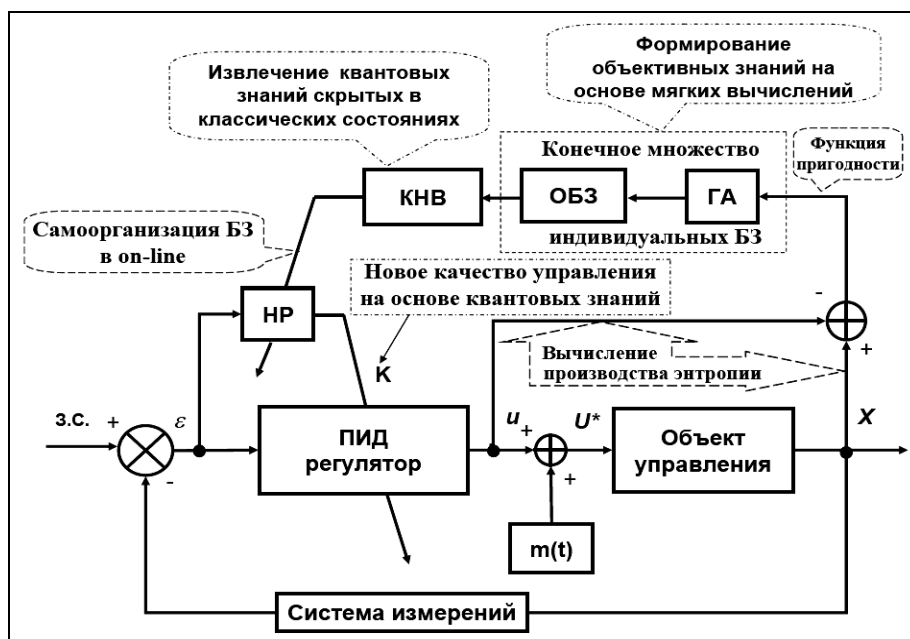 Формирование
объективных знаний на
основе мягких вычислений
Извлечение квантовых
знаний скрытых в
классических состояниях
Функция
пригодности
Конечное множество
КНВ
ОБЗ
ГА
индивидуальных БЗ
Самоорганизация БЗ
в on-line
Новое качество управления
на основе квантовых знаний
НР
-
+
Вычисление
производства энтропии
K
з.с.
+
ε
ПИД
регулятор
u
+
U*
Объект
управления
X
-
+
m(t)
Система измерений